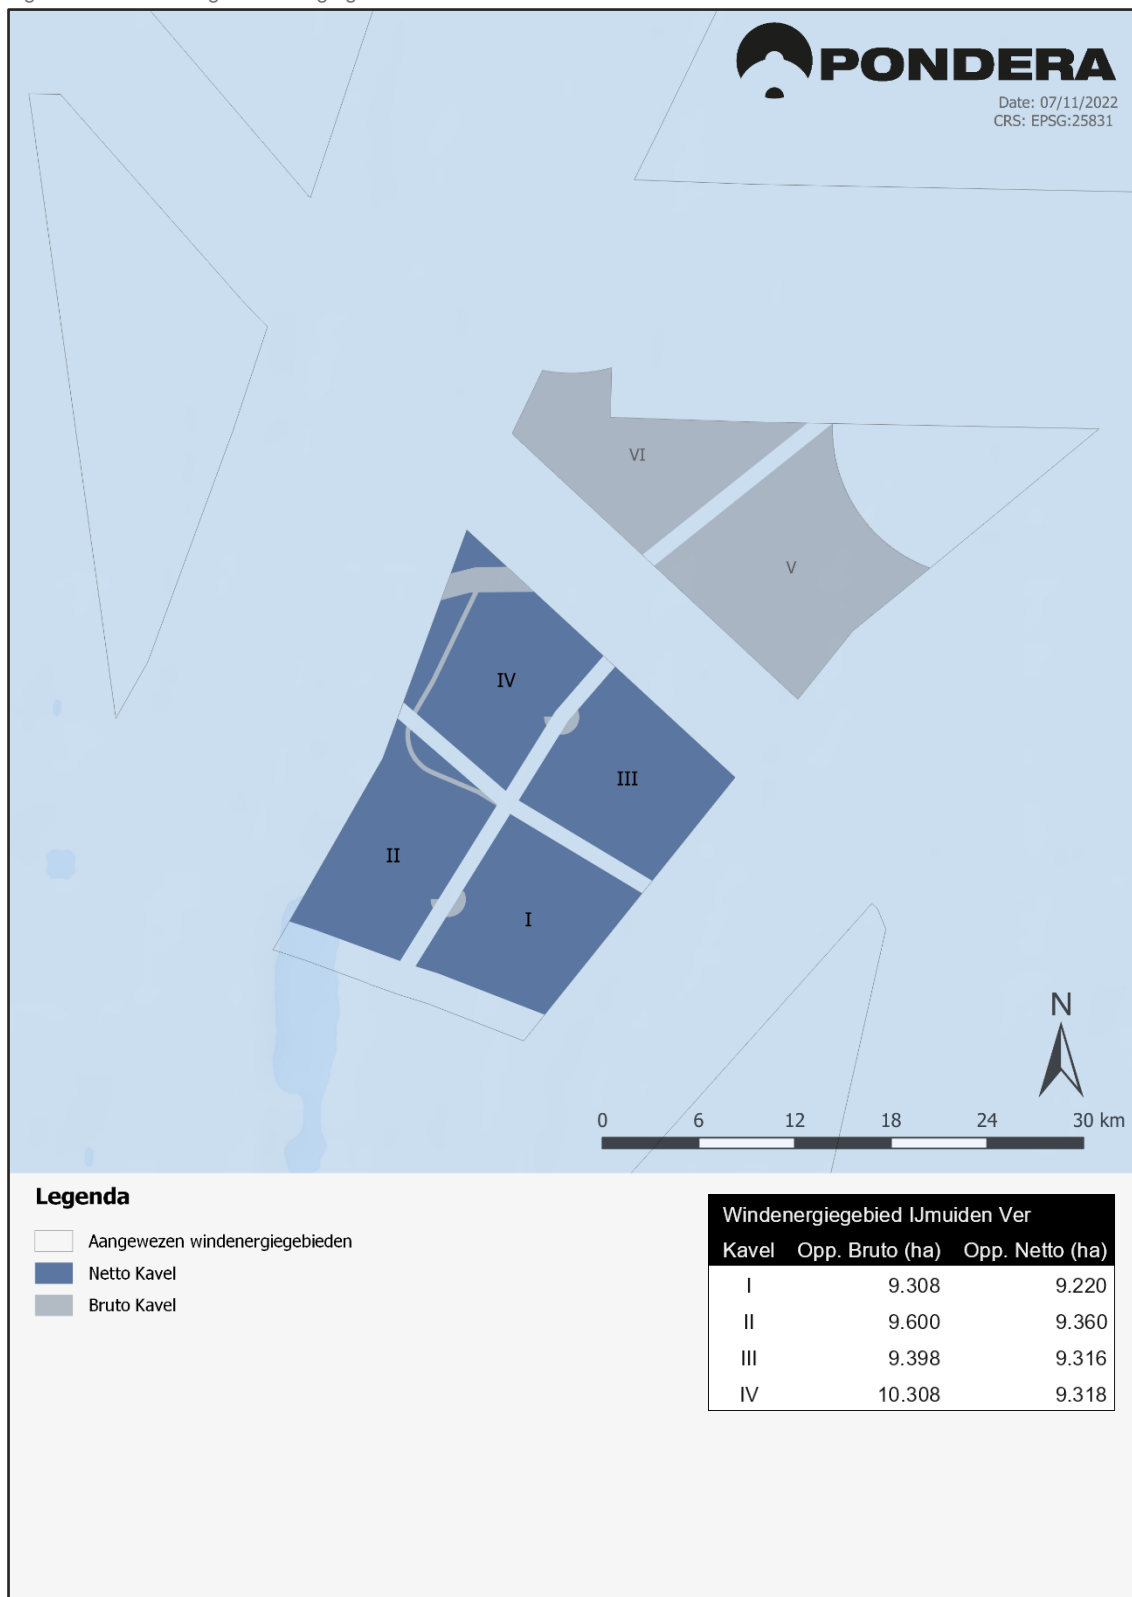 PONDERA
Date: 07/11/2022
CRS: EPSG:25831
VI
V
IV
III
II
I
N
0 6 12 18 24 30 km
Legenda
Aangewezen windenergiegebieden
Netto Kavel
Bruto Kavel
Windenergiegebied IJmuiden Ver
Kavel Opp. Bruto (ha) Opp. Netto (ha)
I 9.308 9.220
II 9.600 9.360
III 9.398 9.316
IV 10.308 9.318